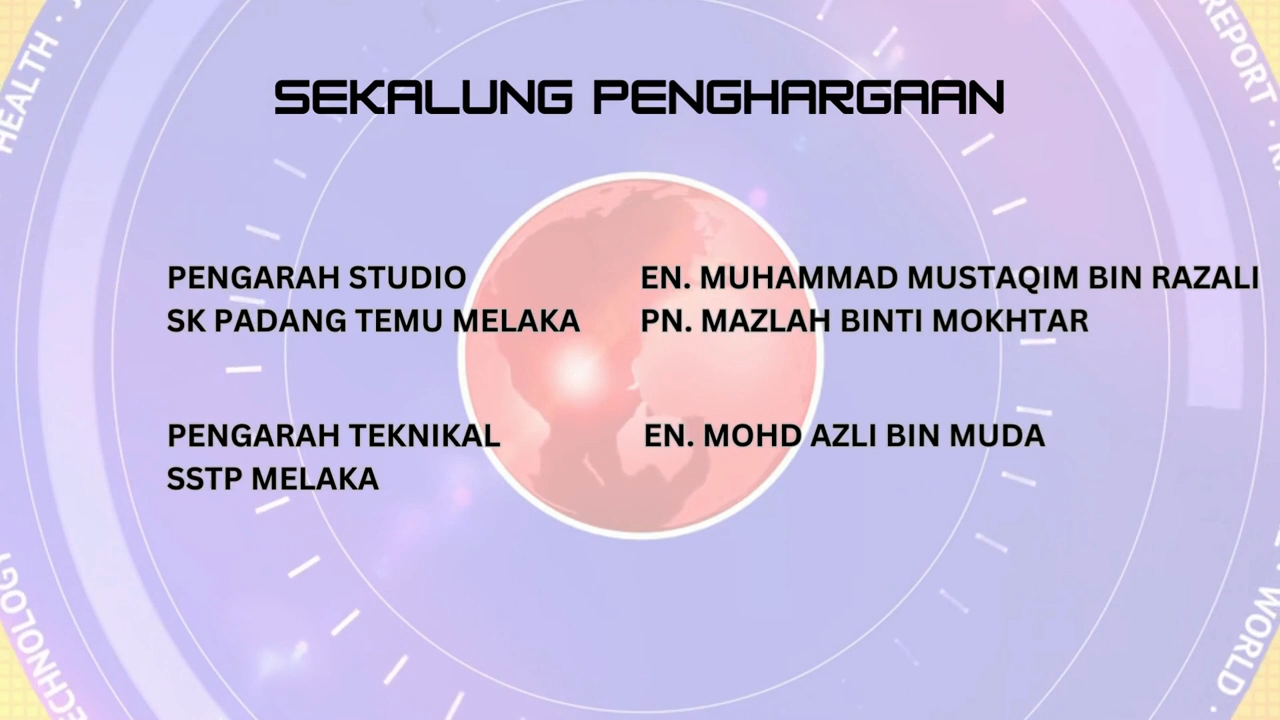 SEKALUNG PENGHARGAAN
PENGARAH STUDIO
SK PADANG TEMU MELAKA
EN. MUHAMMAD MUSTAQIM BIN RAZALI
PN. MAZLAH BINTI MOKHTAR
PENGARAH TEKNIKAL
SSTP MELAKA
EN. MOHD AZLI BIN MUDA
HEALTH ·
REPORT ·
WORLD ·